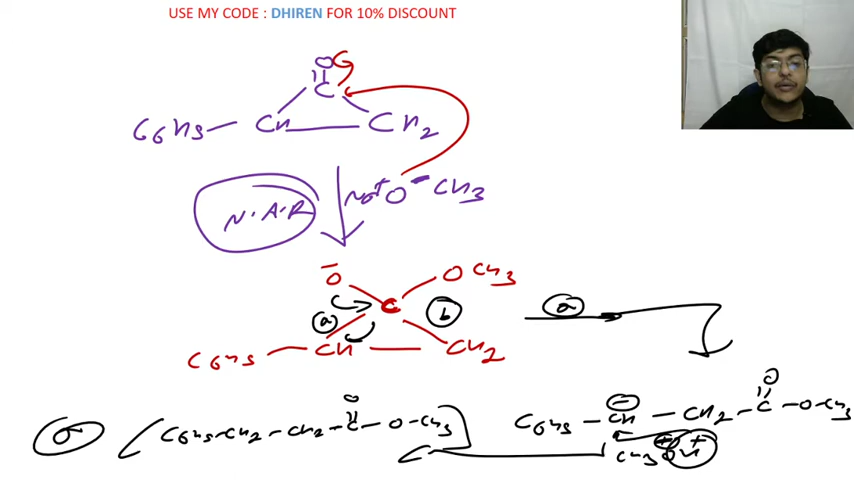 USE MY CODE : DHIREN FOR 10% DISCOUNT
O
C
C6H5 — CH — CH2
Na+ O- CH3
N.A.R
-
O OCH3
C
(a) (b) (a)
C6H5 — CH — CH2
(a) C6H5-CH2-CH2-C-O-CH3
O
C6H5 — CH — CH2 — C — O-CH3
O
CH3 O H